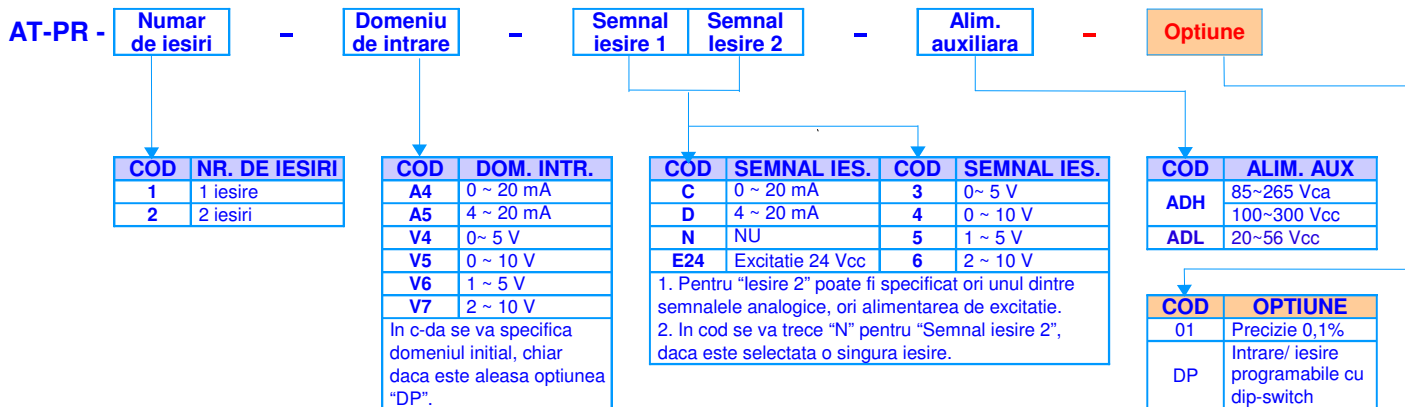 AT-PR - Numar de iesiri – Domeniu de intrare – Semnal iesire 1 Semnal Iesire 2 – Alim. auxiliara – Optiune
COD NR. DE IESIRI
1 1 iesire
2 2 iesiri
COD DOM. INTR.
A4 0 ~ 20 mA
A5 4 ~ 20 mA
V4 0~ 5 V
V5 0 ~ 10 V
V6 1 ~ 5 V
V7 2 ~ 10 V
In c-da se va specifica
domeniul initial, chiar
daca este aleasa optiunea
“DP”.
COD SEMNAL IES. COD SEMNAL IES.
C 0 ~ 20 mA 3 0~ 5 V
D 4 ~ 20 mA 4 0 ~ 10 V
N NU 5 1 ~ 5 V
E24 Excitatie 24 Vcc 6 2 ~ 10 V
1. Pentru “Iesire 2” poate fi specificat ori unul dintre
semnalele analogice, ori alimentarea de excitatie.
2. In cod se va trece “N” pentru “Semnal iesire 2”,
daca este selectata o singura iesire.
COD ALIM. AUX
ADH 85~265 Vca
100~300 Vcc
ADL 20~56 Vcc
COD OPTIUNE
01 Precizie 0,1%
DP Intrare/ iesire
programabile cu
dip-switch